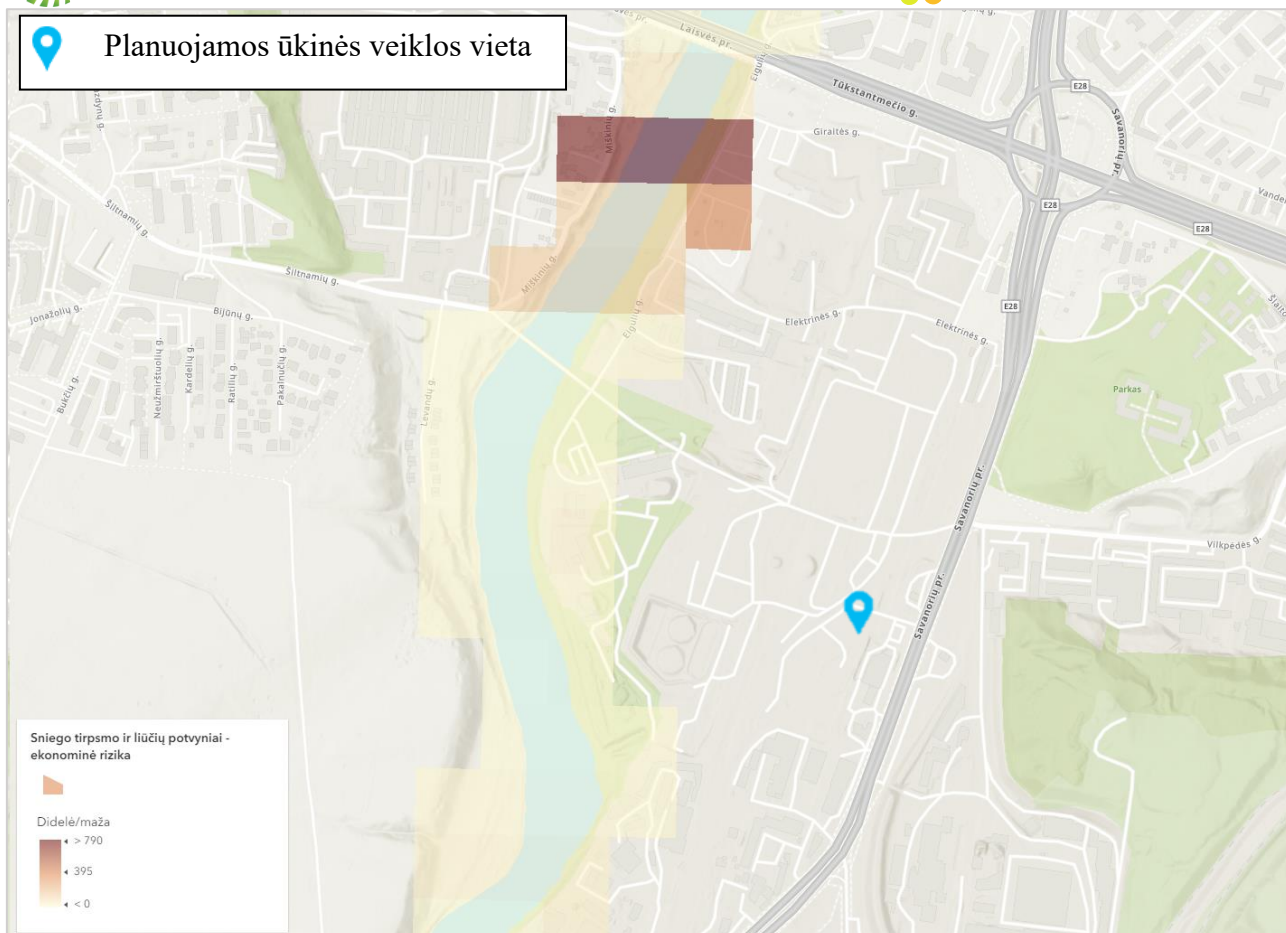 Planuojamos ūkinės veiklos vieta
Laisvės pr.
Eigulių g.
Tūkstantmečio g.
E28
Savanorių pr.
Miškinių g.
Giraitės g.
E28
E28
Šiltnamių g.
Šiltnamių g.
Miškinių g.
Eigulių g.
E28
Jonažolių g.
Bijūnų g.
Elektrinės g.
Elektrinės g.
Bukčių g.
Neužmirštuolių g.
Kardelių g.
Ratilių g.
Pakalnučių g.
Levandų g.
Parkas
Savanorių pr.
Vilkpėdės g.
Savanorių pr.
Sniego tirpsmo ir liūčių potvyniai -
ekonominė rizika
Didelė/maža
> 790
395
< 0